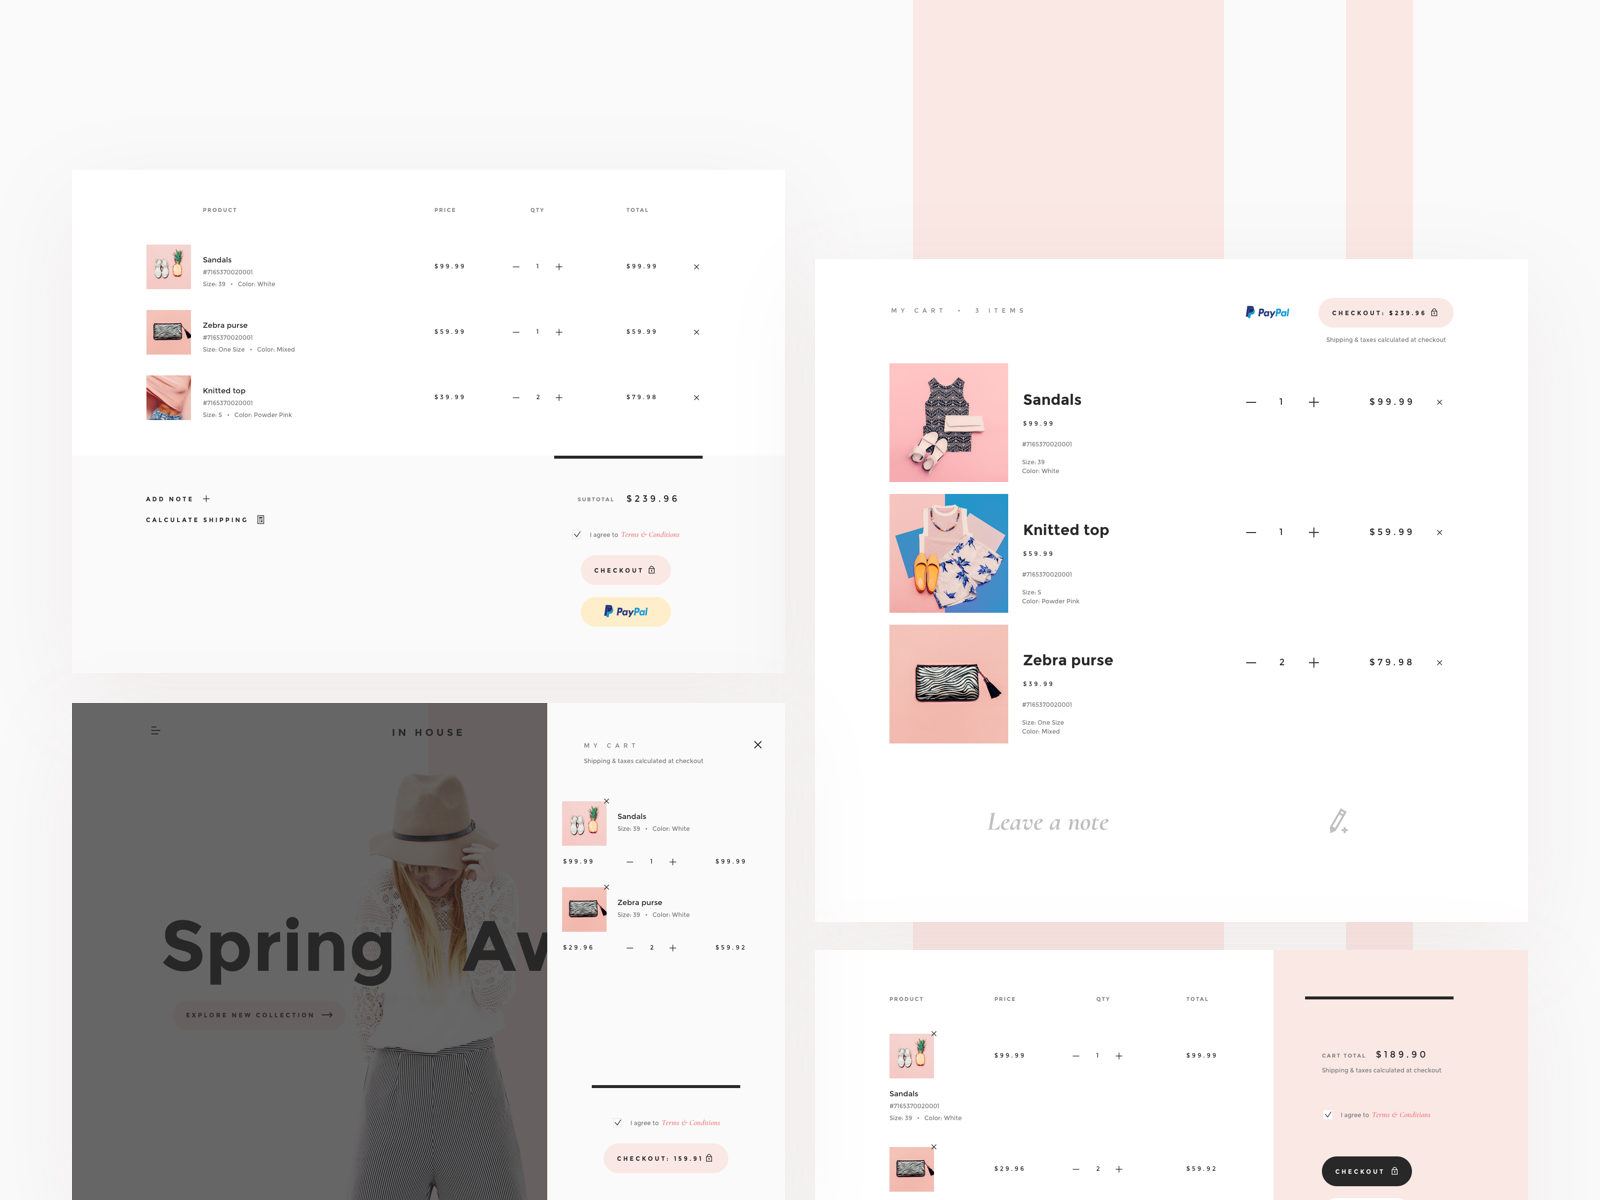 PRODUCT PRICE QTY TOTAL
Sandals
#7165370020001
Size: 39 • Color: White
$99.99 — 1 + $99.99 ×
Zebra purse
#7165370020001
Size: One Size • Color: Mixed
$59.99 — 1 + $59.99 ×
Knitted top
#7165370020001
Size: S • Color: Powder Pink
$39.99 — 2 + $79.98 ×
ADD NOTE +
CALCULATE SHIPPING
SUBTOTAL $239.96
I agree to Terms & Conditions
CHECKOUT
PayPal
MY CART • 3 ITEMS
PayPal
CHECKOUT: $239.96
Shipping & taxes calculated at checkout
Sandals
$99.99
#7165370020001
Size: 39
Color: White
— 1 + $99.99 ×
Knitted top
$59.99
#7165370020001
Size: S
Color: Powder Pink
— 1 + $59.99 ×
Zebra purse
$39.99
#7165370020001
Size: One Size
Color: Mixed
— 2 + $79.98 ×
Leave a note
IN HOUSE
Spring Aw
EXPLORE NEW COLLECTION
MY CART ×
Shipping & taxes calculated at checkout
Sandals
Size: 39 • Color: White
$99.99 — 1 + $99.99
Zebra purse
Size: 39 • Color: White
$29.96 — 2 + $59.92
I agree to Terms & Conditions
CHECKOUT: 159.91
PRODUCT PRICE QTY TOTAL
$99.99 — 1 + $99.99
Sandals
#7165370020001
Size: 39 • Color: White
$29.96 — 2 + $59.92
CART TOTAL $189.90
Shipping & taxes calculated at checkout
I agree to Terms & Conditions
CHECKOUT